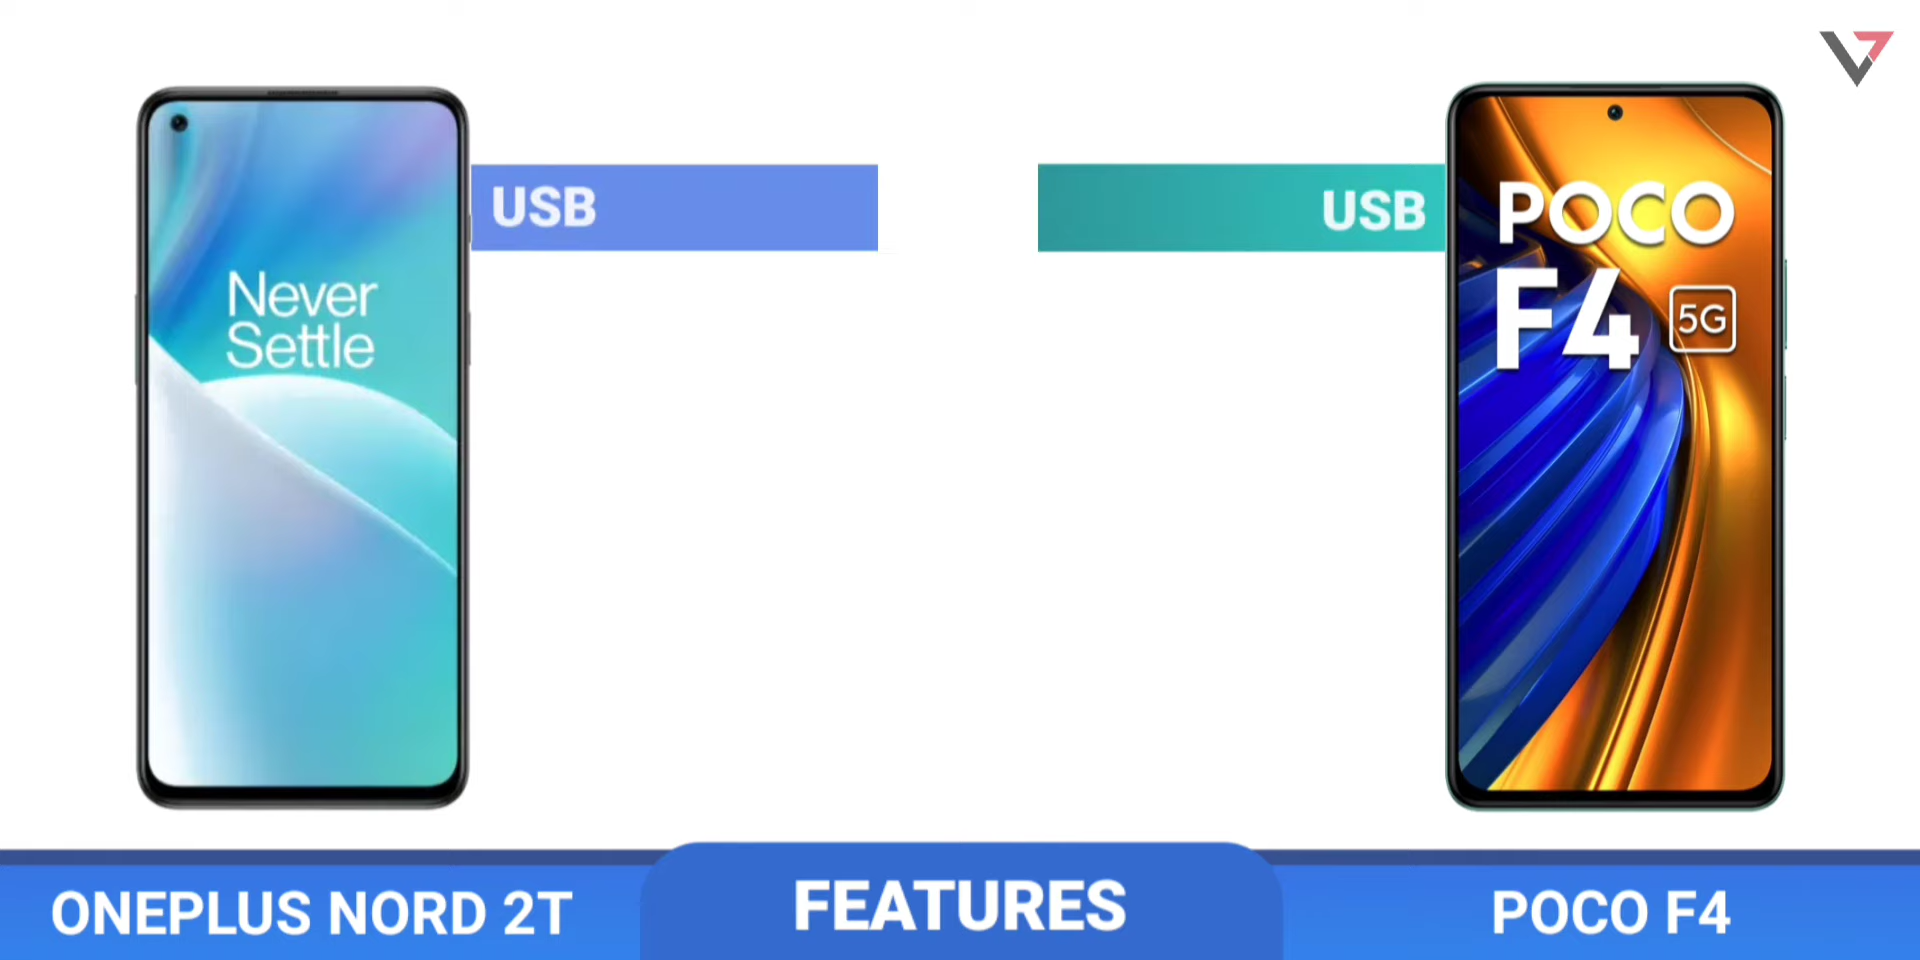 Never
Settle
USB
USB
POCO
F4 5G
ONEPLUS NORD 2T
FEATURES
POCO F4